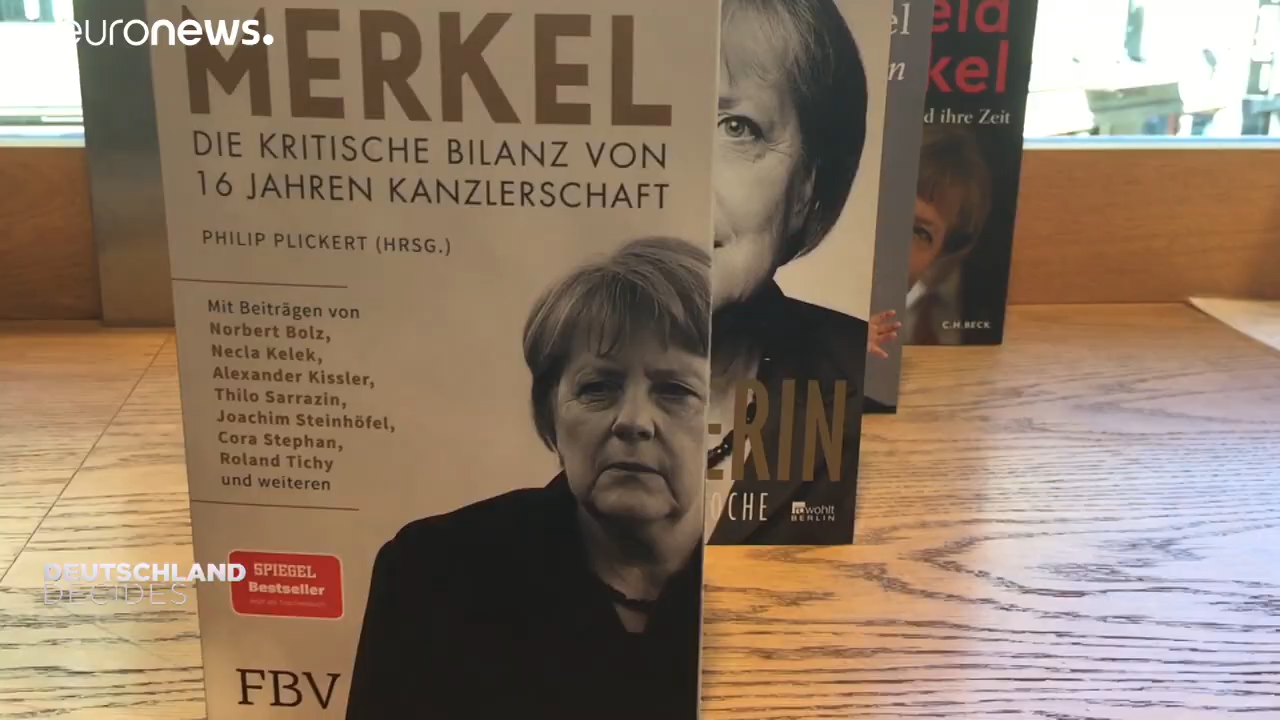 euronews.
MERKEL
DIE KRITISCHE BILANZ VON
16 JAHREN KANZLERSCHAFT
PHILIP PLICKERT (HRSG.)
Mit Beiträgen von
Norbert Bolz,
Necla Kelek,
Alexander Kissler,
Thilo Sarrazin,
Joachim Steinhöfel,
Cora Stephan,
Roland Tichy
und weiteren
SPIEGEL
Bestseller
FBV
ERIN
OCHE
rowohlt
BERLIN
el
n
ela
kel
d ihre Zeit
C.H.BECK
DEUTSCHLAND
DECIDES